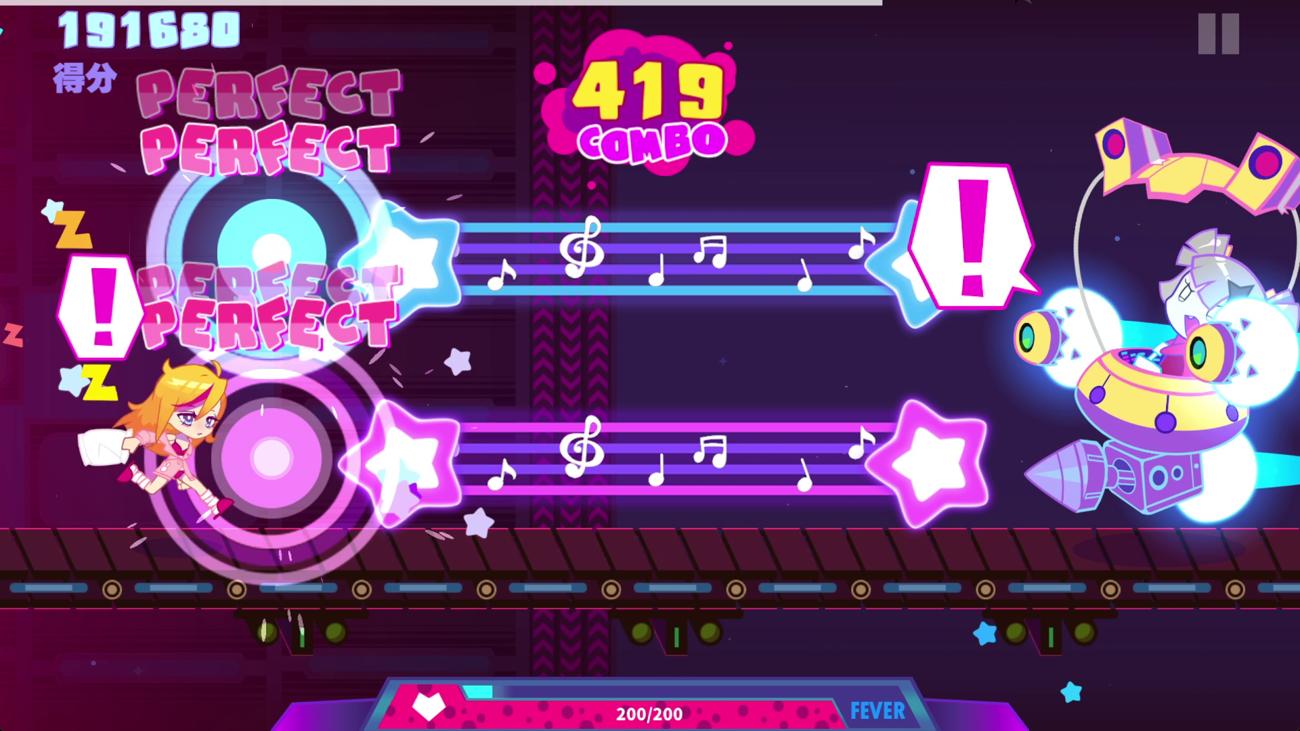 191680
得分
PERFECT
PERFECT
419
COMBO
Z
!
!
PERFECT
PERFECT
Z
Z
200/200
FEVER